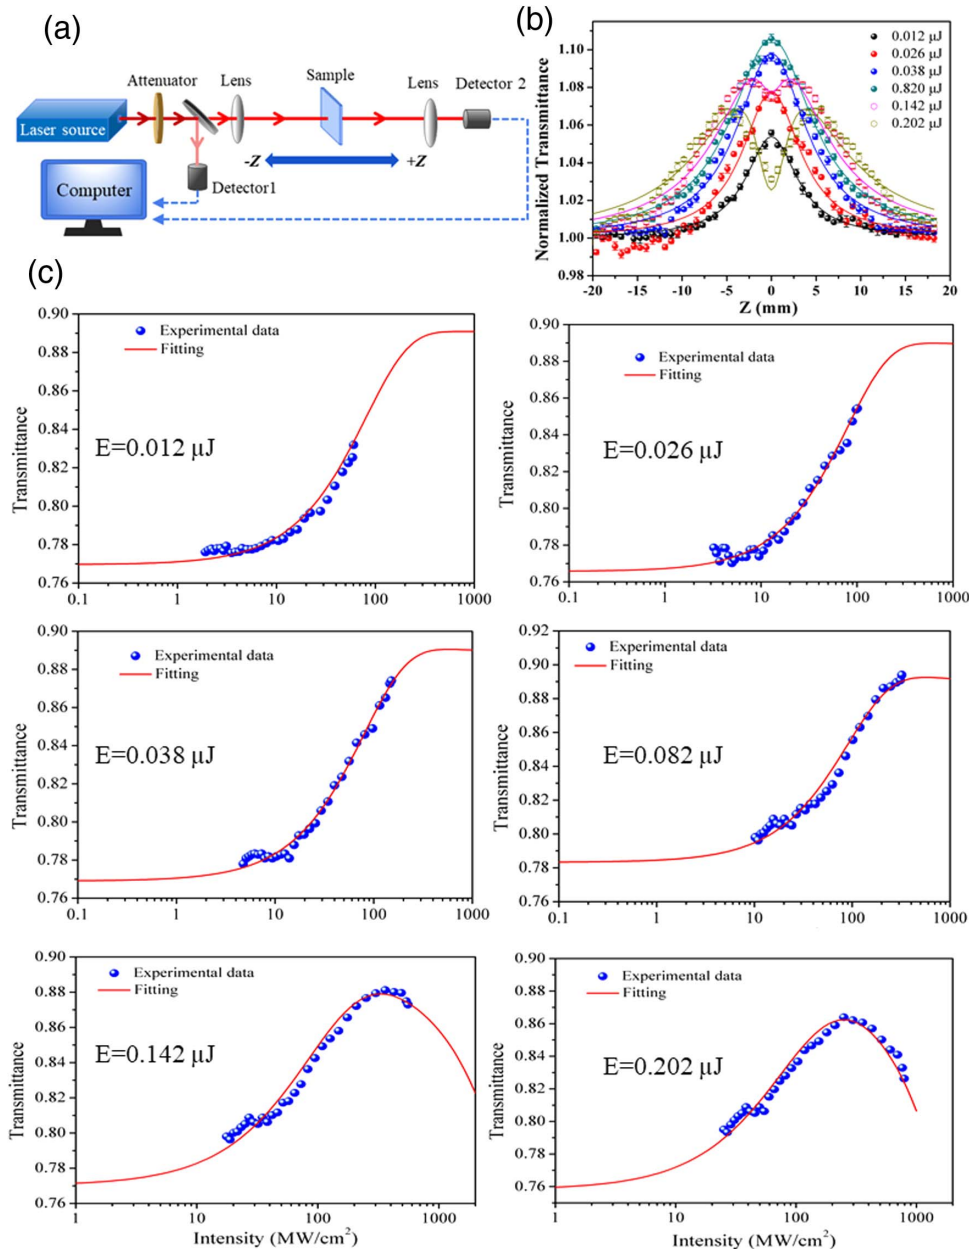 (a)
Attenuator
Lens
Sample
Lens
Detector 2
Laser source
-Z
+Z
Computer
Detector1
(b)
Normalized Transmittance
1.10
1.08
1.06
1.04
1.02
1.00
0.98
-20 -15 -10 -5 0 5 10 15 20
Z (mm)
0.012 μJ
0.026 μJ
0.038 μJ
0.820 μJ
0.142 μJ
0.202 μJ
(c)
Transmittance
0.90
0.88
0.86
0.84
0.82
0.80
0.78
0.76
Experimental data
Fitting
E=0.012 μJ
0.1 1 10 100 1000
Transmittance
0.90
0.88
0.86
0.84
0.82
0.80
0.78
0.76
Experimental data
Fitting
E=0.026 μJ
0.1 1 10 100 1000
Transmittance
0.90
0.88
0.86
0.84
0.82
0.80
0.78
0.76
Experimental data
Fitting
E=0.038 μJ
0.1 1 10 100 1000
Transmittance
0.92
0.90
0.88
0.86
0.84
0.82
0.80
0.78
0.76
Experimental data
Fitting
E=0.082 μJ
0.1 1 10 100 1000
Transmittance
0.90
0.88
0.86
0.84
0.82
0.80
0.78
0.76
Experimental data
Fitting
E=0.142 μJ
1 10 100 1000
Intensity (MW/cm²)
Transmittance
0.90
0.88
0.86
0.84
0.82
0.80
0.78
0.76
Experimental data
Fitting
E=0.202 μJ
1 10 100 1000
Intensity (MW/cm²)